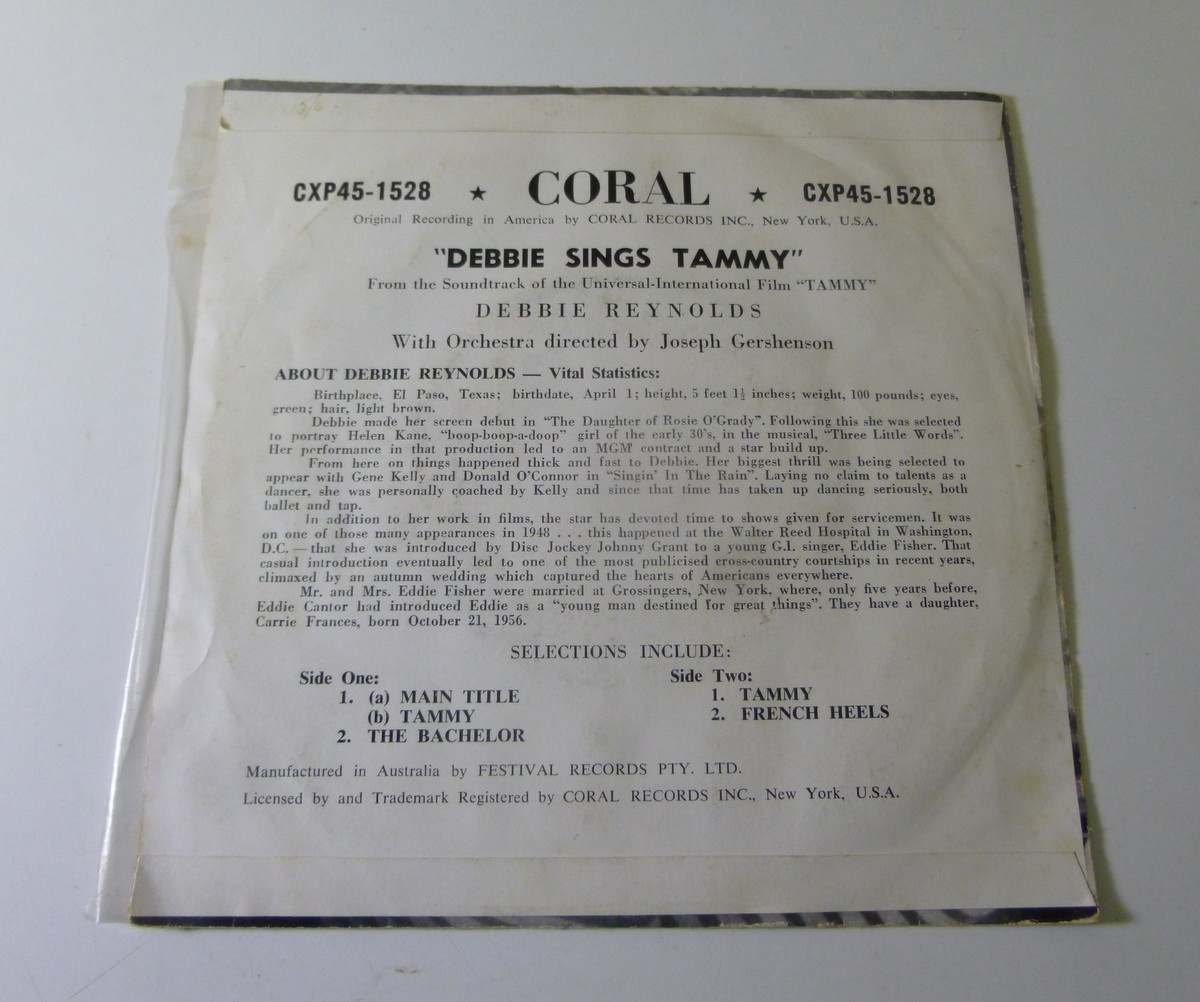 CXP45-1528 ★ CORAL ★ CXP45-1528
Original Recording in America by CORAL RECORDS INC., New York, U.S.A.
"DEBBIE SINGS TAMMY"
From the Soundtrack of the Universal-International Film "TAMMY"
DEBBIE REYNOLDS
With Orchestra directed by Joseph Gershenson
ABOUT DEBBIE REYNOLDS — Vital Statistics:
Birthplace, El Paso, Texas; birthdate, April 1; height, 5 feet 1½ inches; weight, 100 pounds; eyes,
green; hair, light brown.
Debbie made her screen debut in "The Daughter of Rosie O'Grady". Following this she was selected
to portray Helen Kane, "boop-boop-a-doop" girl of the early 30's, in the musical, "Three Little Words".
Her performance in that production led to an MGM contract and a star build up.
From here on things happened thick and fast to Debbie. Her biggest thrill was being selected to
appear with Gene Kelly and Donald O'Connor in "Singin' In The Rain". Laying no claim to talents as a
dancer, she was personally coached by Kelly and since that time has taken up dancing seriously, both
ballet and tap.
In addition to her work in films, the star has devoted time to shows given for servicemen. It was
on one of those many appearances in 1948 . . . this happened at the Walter Reed Hospital in Washington,
D.C. — that she was introduced by Disc Jockey Johnny Grant to a young G.I. singer, Eddie Fisher. That
casual introduction eventually led to one of the most publicised cross-country courtships in recent years,
climaxed by an autumn wedding which captured the hearts of Americans everywhere.
Mr. and Mrs. Eddie Fisher were married at Grossingers, New York, where, only five years before,
Eddie Cantor had introduced Eddie as a "young man destined for great things". They have a daughter,
Carrie Frances, born October 21, 1956.
SELECTIONS INCLUDE:
Side One: Side Two:
1. (a) MAIN TITLE 1. TAMMY
(b) TAMMY 2. FRENCH HEELS
2. THE BACHELOR
Manufactured in Australia by FESTIVAL RECORDS PTY. LTD.
Licensed by and Trademark Registered by CORAL RECORDS INC., New York, U.S.A.